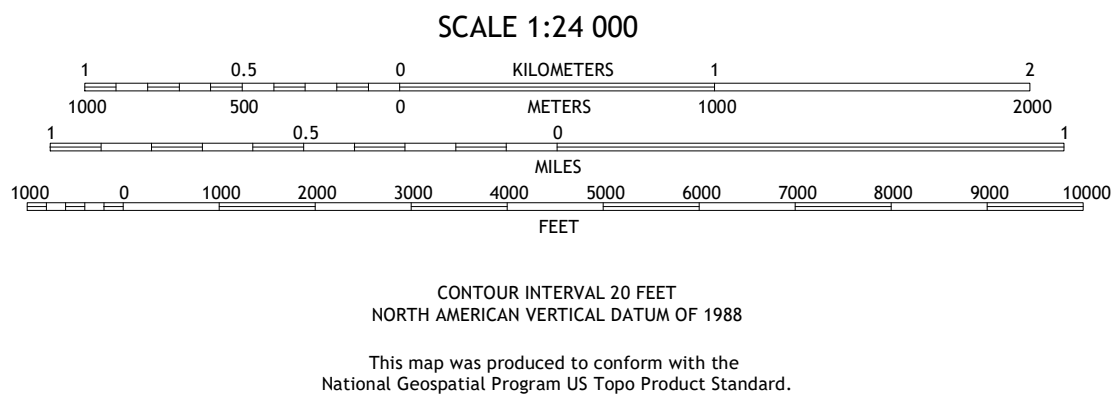 SCALE 1:24 000
1 0.5 0 KILOMETERS 1 2
1000 500 0 METERS 1000 2000
1 0.5 0 1
MILES
1000 0 1000 2000 3000 4000 5000 6000 7000 8000 9000 10000
FEET
CONTOUR INTERVAL 20 FEET
NORTH AMERICAN VERTICAL DATUM OF 1988
This map was produced to conform with the
National Geospatial Program US Topo Product Standard.